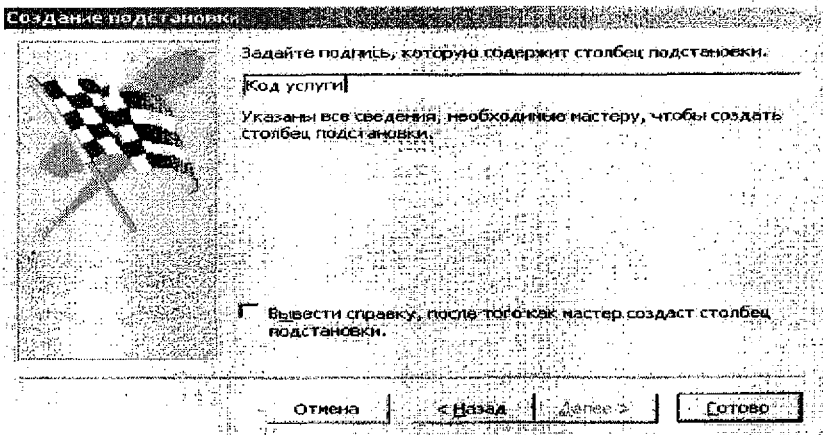 Создание подстановки
Задайте подпись, которую содержит столбец подстановки.
Код услуги
Указаны все сведения, необходимые мастеру, чтобы создать
столбец подстановки.
Вывести справку, после того как мастер создаст столбец
подстановки.
Отмена
< Назад
Далее >
Готово